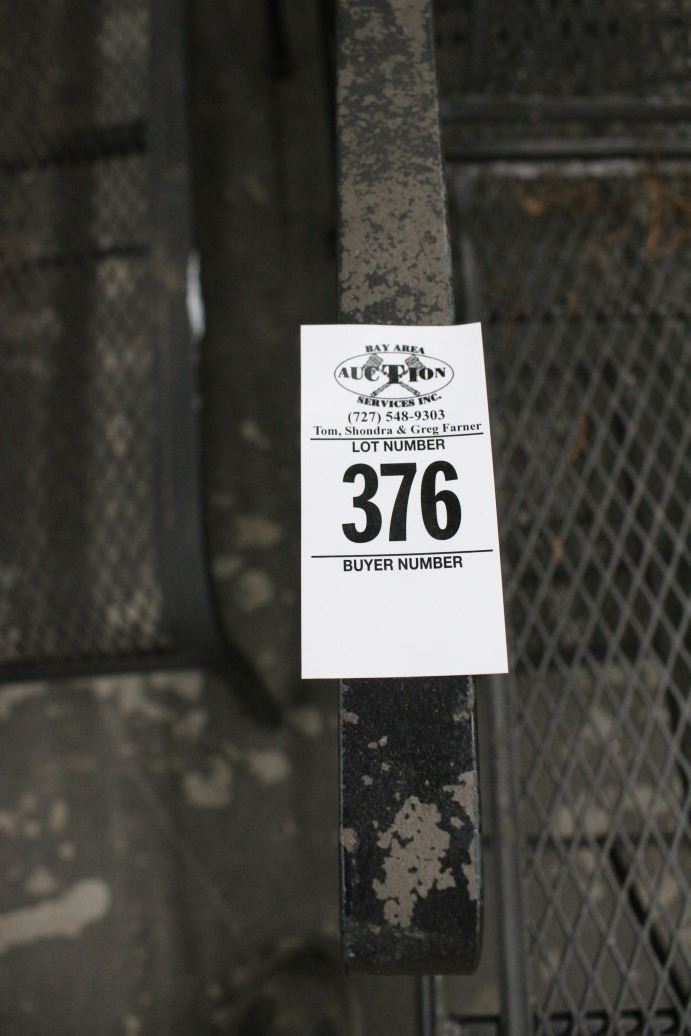 BAY AREA
AUCTION
SERVICES INC.
(727) 548-9303
Tom, Shondra & Greg Farner
LOT NUMBER
376
BUYER NUMBER